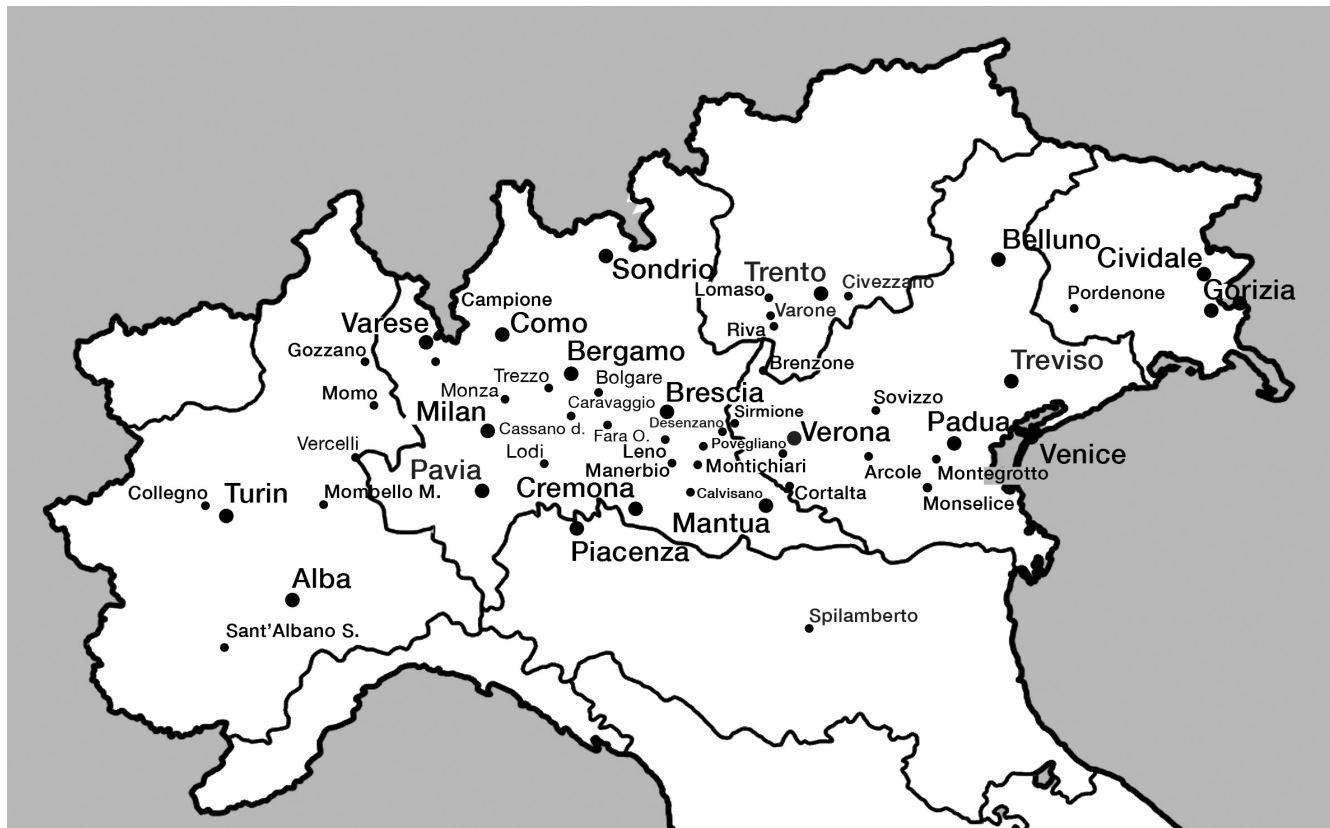 Belluno
Cividale
Sondrio
Trento
Civezzano
Lomaso
Gorizia
Pordenone
Campione
Varone
Varese
Como
Riva
Gozzano
Bergamo
Brenzone
Treviso
Trezzo
Bolgare
Monza
Momo
Brescia
Caravaggio
Sovizzo
Milan
Sirmione
Cassano d.
Desenzano
Padua
Fara O.
Verona
Vercelli
Povegliano
Lodi
Leno
Venice
Pavia
Manerbio
Montichiari
Arcole
Montegrotto
Collegno
Turin
Mombello M.
Cremona
Calvisano
Cortalta
Monselice
Mantua
Piacenza
Alba
Spilamberto
Sant'Albano S.